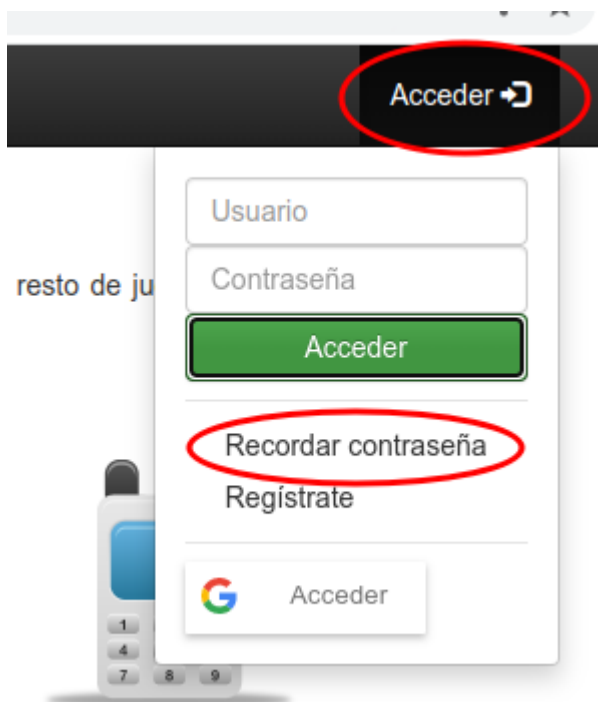 Acceder
Usuario
resto de ju
Contraseña
Acceder
Recordar contraseña
Regístrate
Acceder
1
4
7 8 9